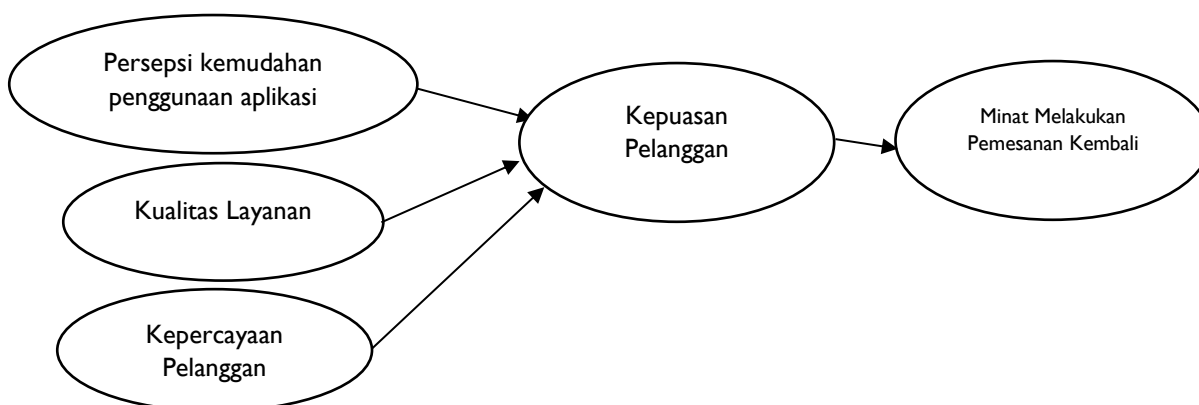 Persepsi kemudahan
penggunaan aplikasi
Kualitas Layanan
Kepercayaan
Pelanggan
Kepuasan
Pelanggan
Minat Melakukan
Pemesanan Kembali